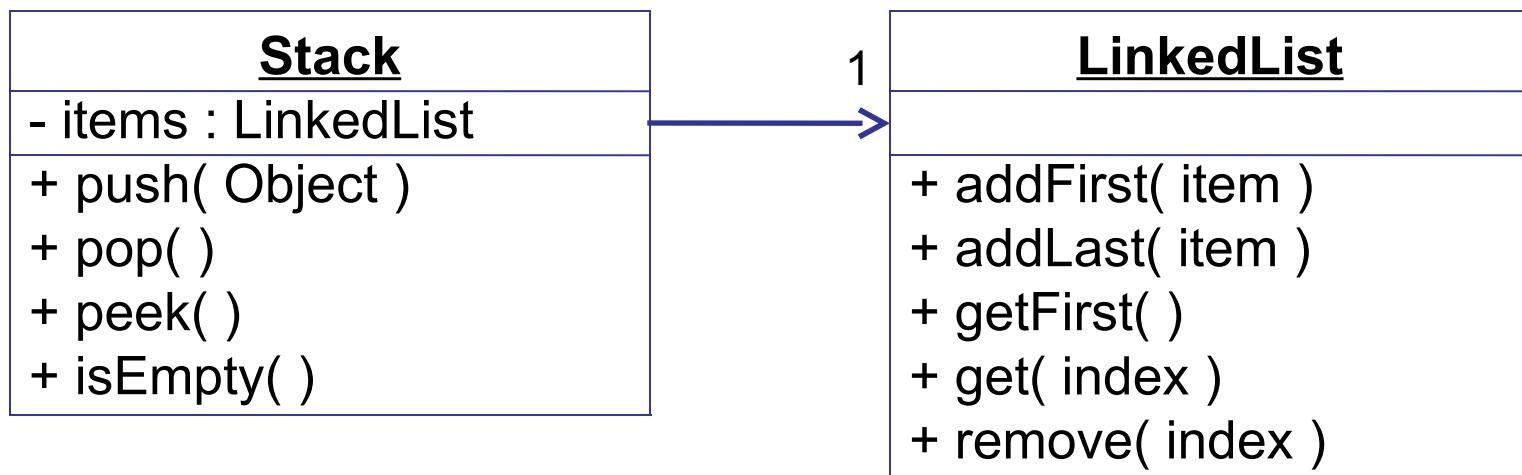 Stack
- items : LinkedList
+ push( Object )
+ pop( )
+ peek( )
+ isEmpty( )
1
LinkedList
+ addFirst( item )
+ addLast( item )
+ getFirst( )
+ get( index )
+ remove( index )